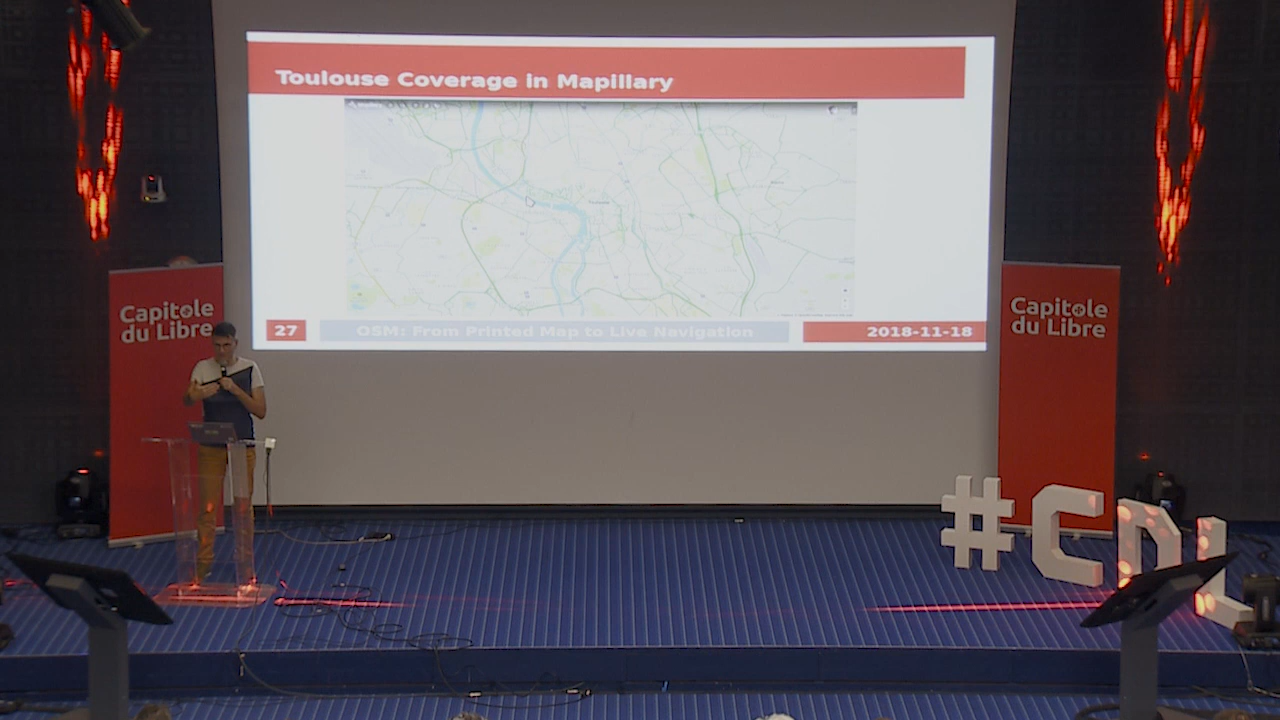 Toulouse Coverage in Mapillary
Toulouse
27
OSM: From Printed Map to Live Navigation
2018-11-18
Capitole
du Libre
Capitole
du Libre
#CDL